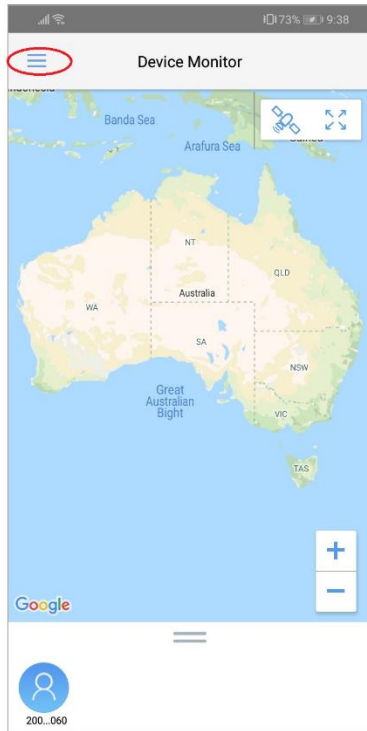 73% 9:38
Device Monitor
Banda Sea
Arafura Sea
NT
QLD
Australia
WA
SA
NSW
Great
Australian
Bight
VIC
TAS
+
−
Google
200...060